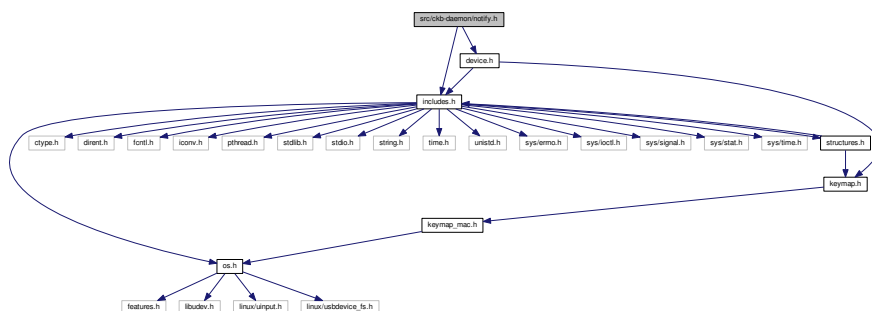 src/ckb-daemon/notify.h
device.h
includes.h
ctype.h
dirent.h
fcntl.h
iconv.h
pthread.h
stdlib.h
stdio.h
string.h
time.h
unistd.h
sys/errno.h
sys/ioctl.h
sys/signal.h
sys/stat.h
sys/time.h
structures.h
keymap.h
keymap_mac.h
os.h
features.h
libudev.h
linux/uinput.h
linux/usbdevice_fs.h